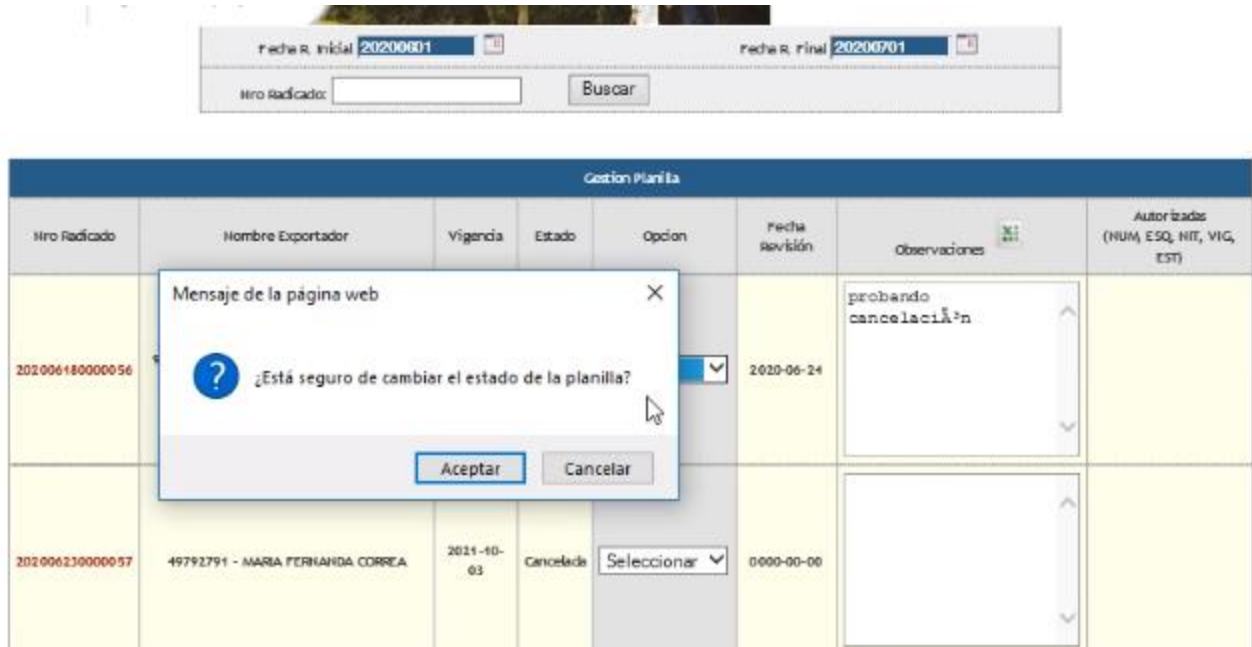 Fecha R. Inicial 20200601 Fecha R. Final 20200701
Nro Radicado: Buscar
Gestion Planilla
Nro Radicado Nombre Exportador Vigencia Estado Opcion Fecha Revisión Observaciones Autorizadas (NUM, ESQ, NIT, VIG, EST)
Mensaje de la página web
¿Está seguro de cambiar el estado de la planilla?
Aceptar Cancelar
202006180000056 2020-06-24
probando
cancelaciÃ³n
202006230000057 49792791 - MARIA FERNANDA CORREA 2021-10-03 Cancelada Seleccionar 0000-00-00